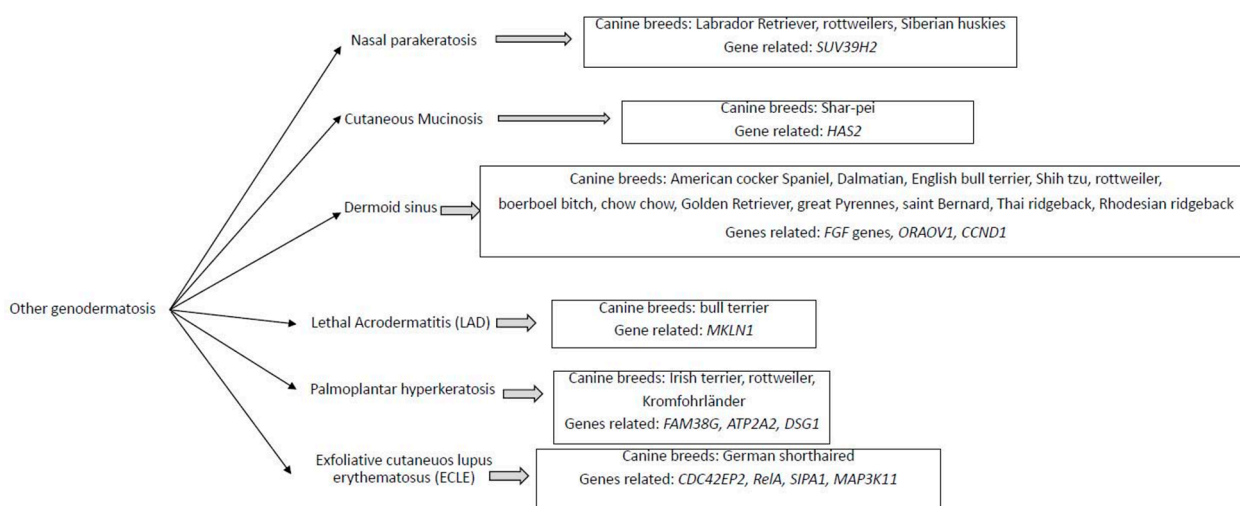 Nasal parakeratosis
Canine breeds: Labrador Retriever, rottweilers, Siberian huskies
Gene related: SUV39H2
Cutaneous Mucinosis
Canine breeds: Shar-pei
Gene related: HAS2
Dermoid sinus
Canine breeds: American cocker Spaniel, Dalmatian, English bull terrier, Shih tzu, rottweiler,
boerboel bitch, chow chow, Golden Retriever, great Pyrennes, saint Bernard, Thai ridgeback, Rhodesian ridgeback
Genes related: FGF genes, ORAOV1, CCND1
Other genodermatosis
Lethal Acrodermatitis (LAD)
Canine breeds: bull terrier
Gene related: MKLN1
Palmoplantar hyperkeratosis
Canine breeds: Irish terrier, rottweiler,
Kromfohrländer
Genes related: FAM38G, ATP2A2, DSG1
Exfoliative cutaneuos lupus
erythematosus (ECLE)
Canine breeds: German shorthaired
Genes related: CDC42EP2, RelA, SIPA1, MAP3K11